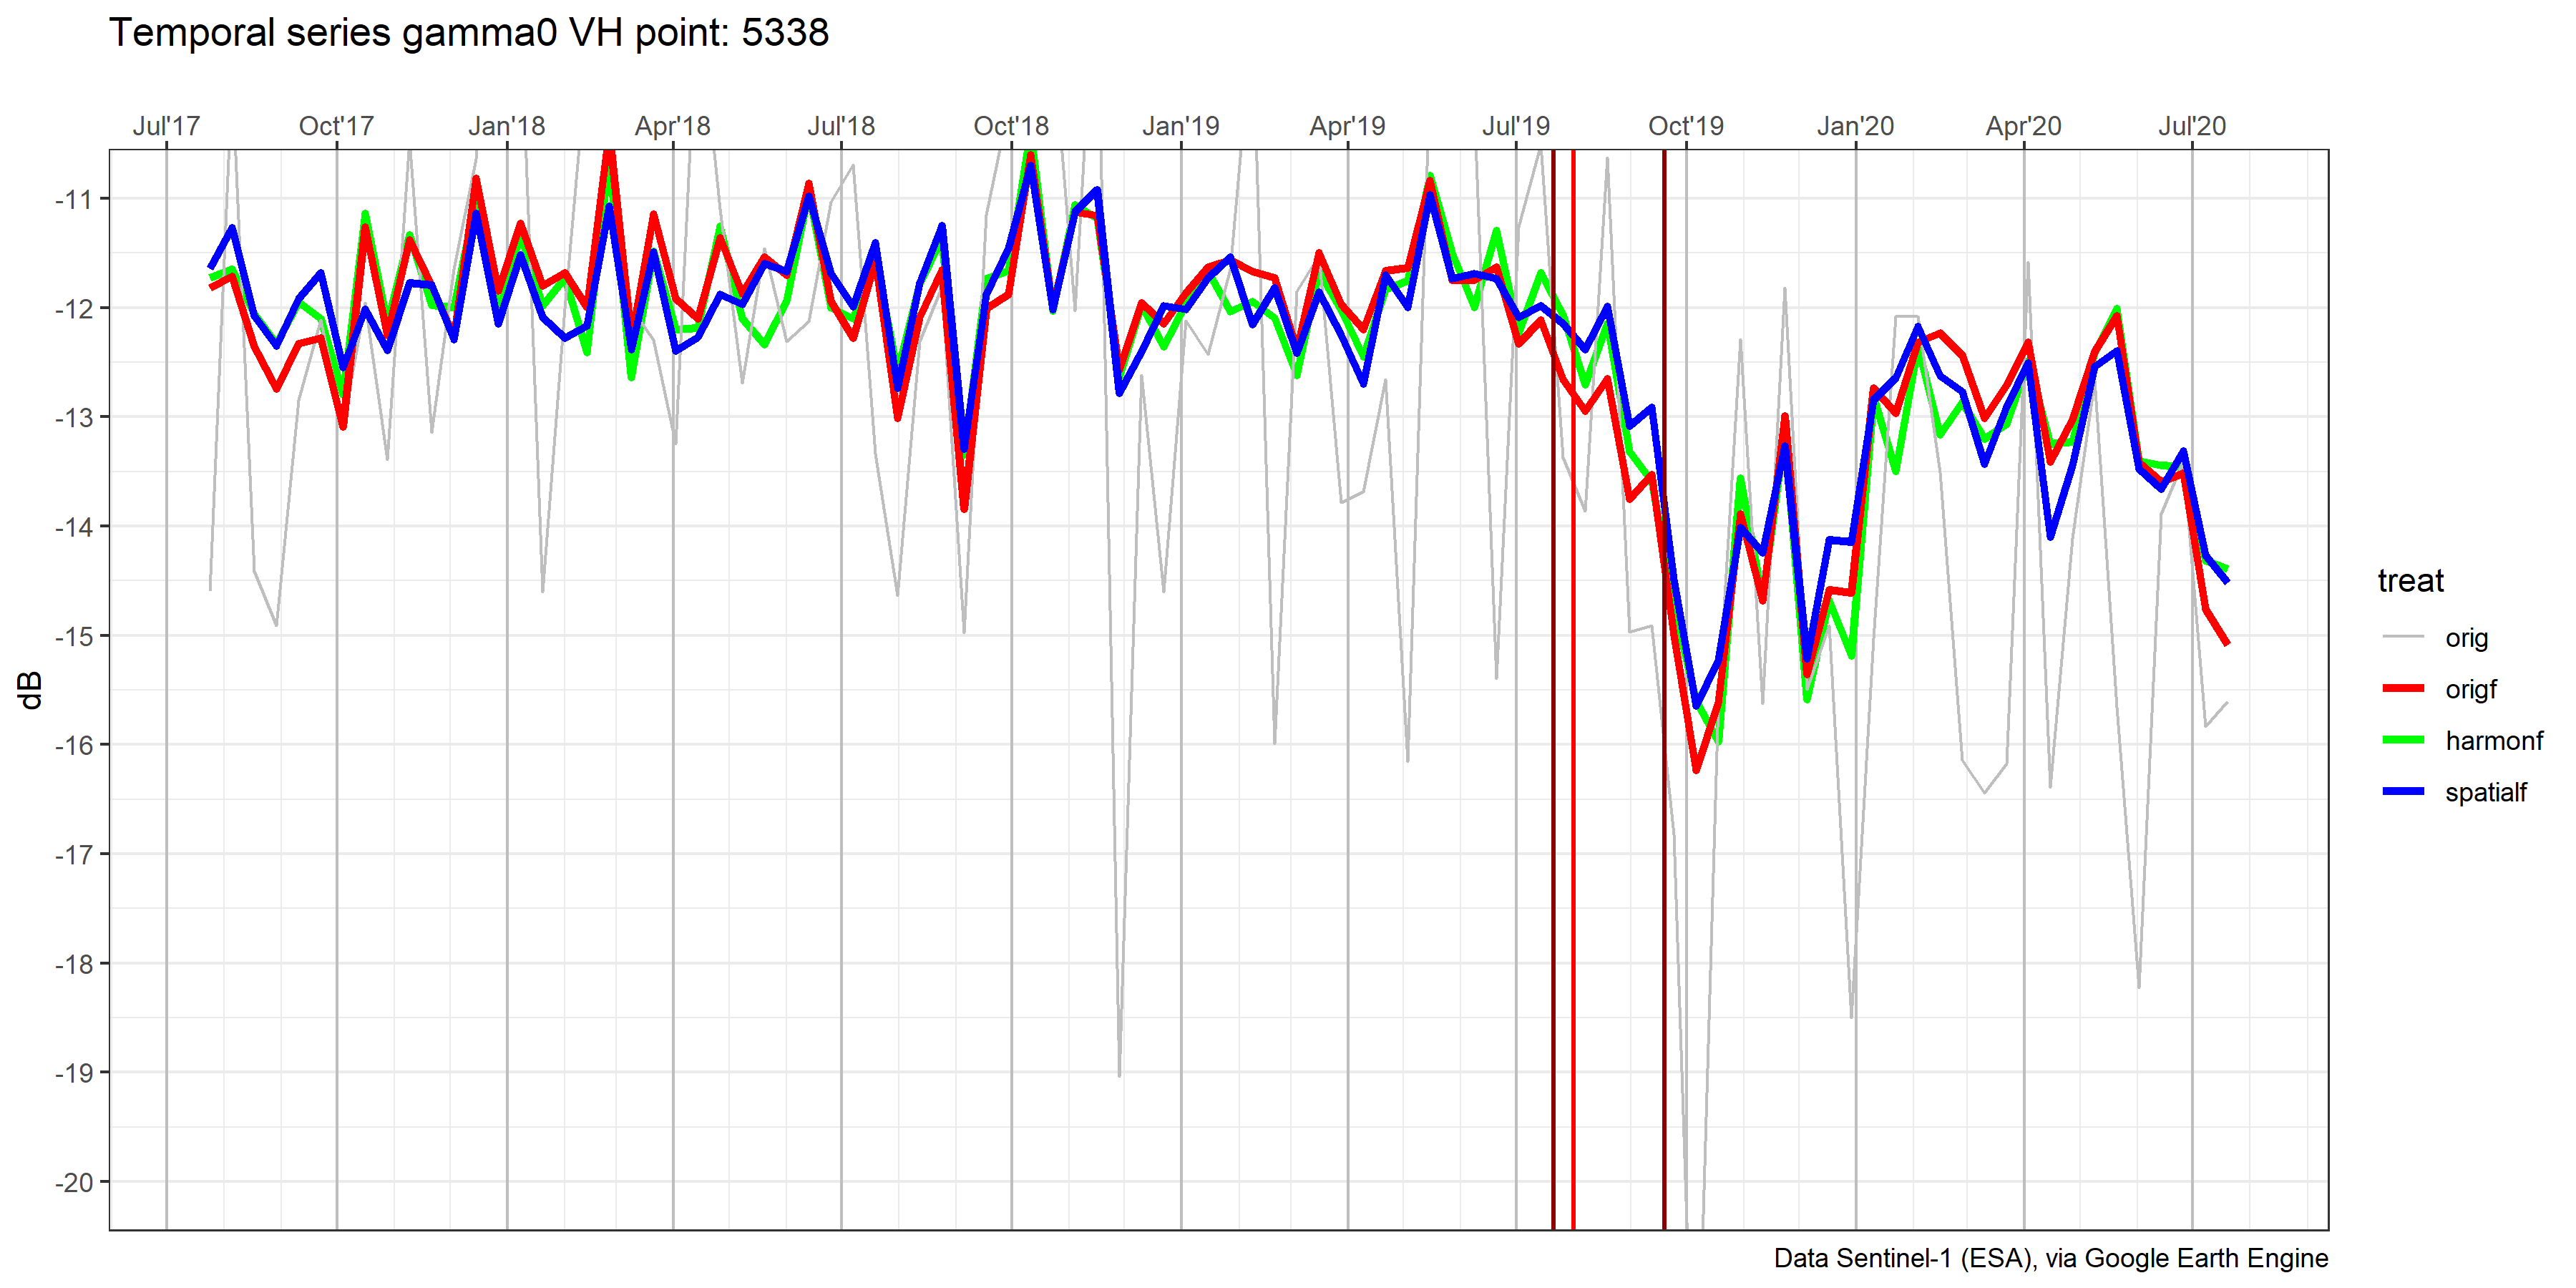 Temporal series gamma0 VH point: 5338
Jul'17 Oct'17 Jan'18 Apr'18 Jul'18 Oct'18 Jan'19 Apr'19 Jul'19 Oct'19 Jan'20 Apr'20 Jul'20
-11
-12
-13
-14
-15
-16
-17
-18
-19
-20
dB
treat
orig
origf
harmonf
spatialf
Data Sentinel-1 (ESA), via Google Earth Engine